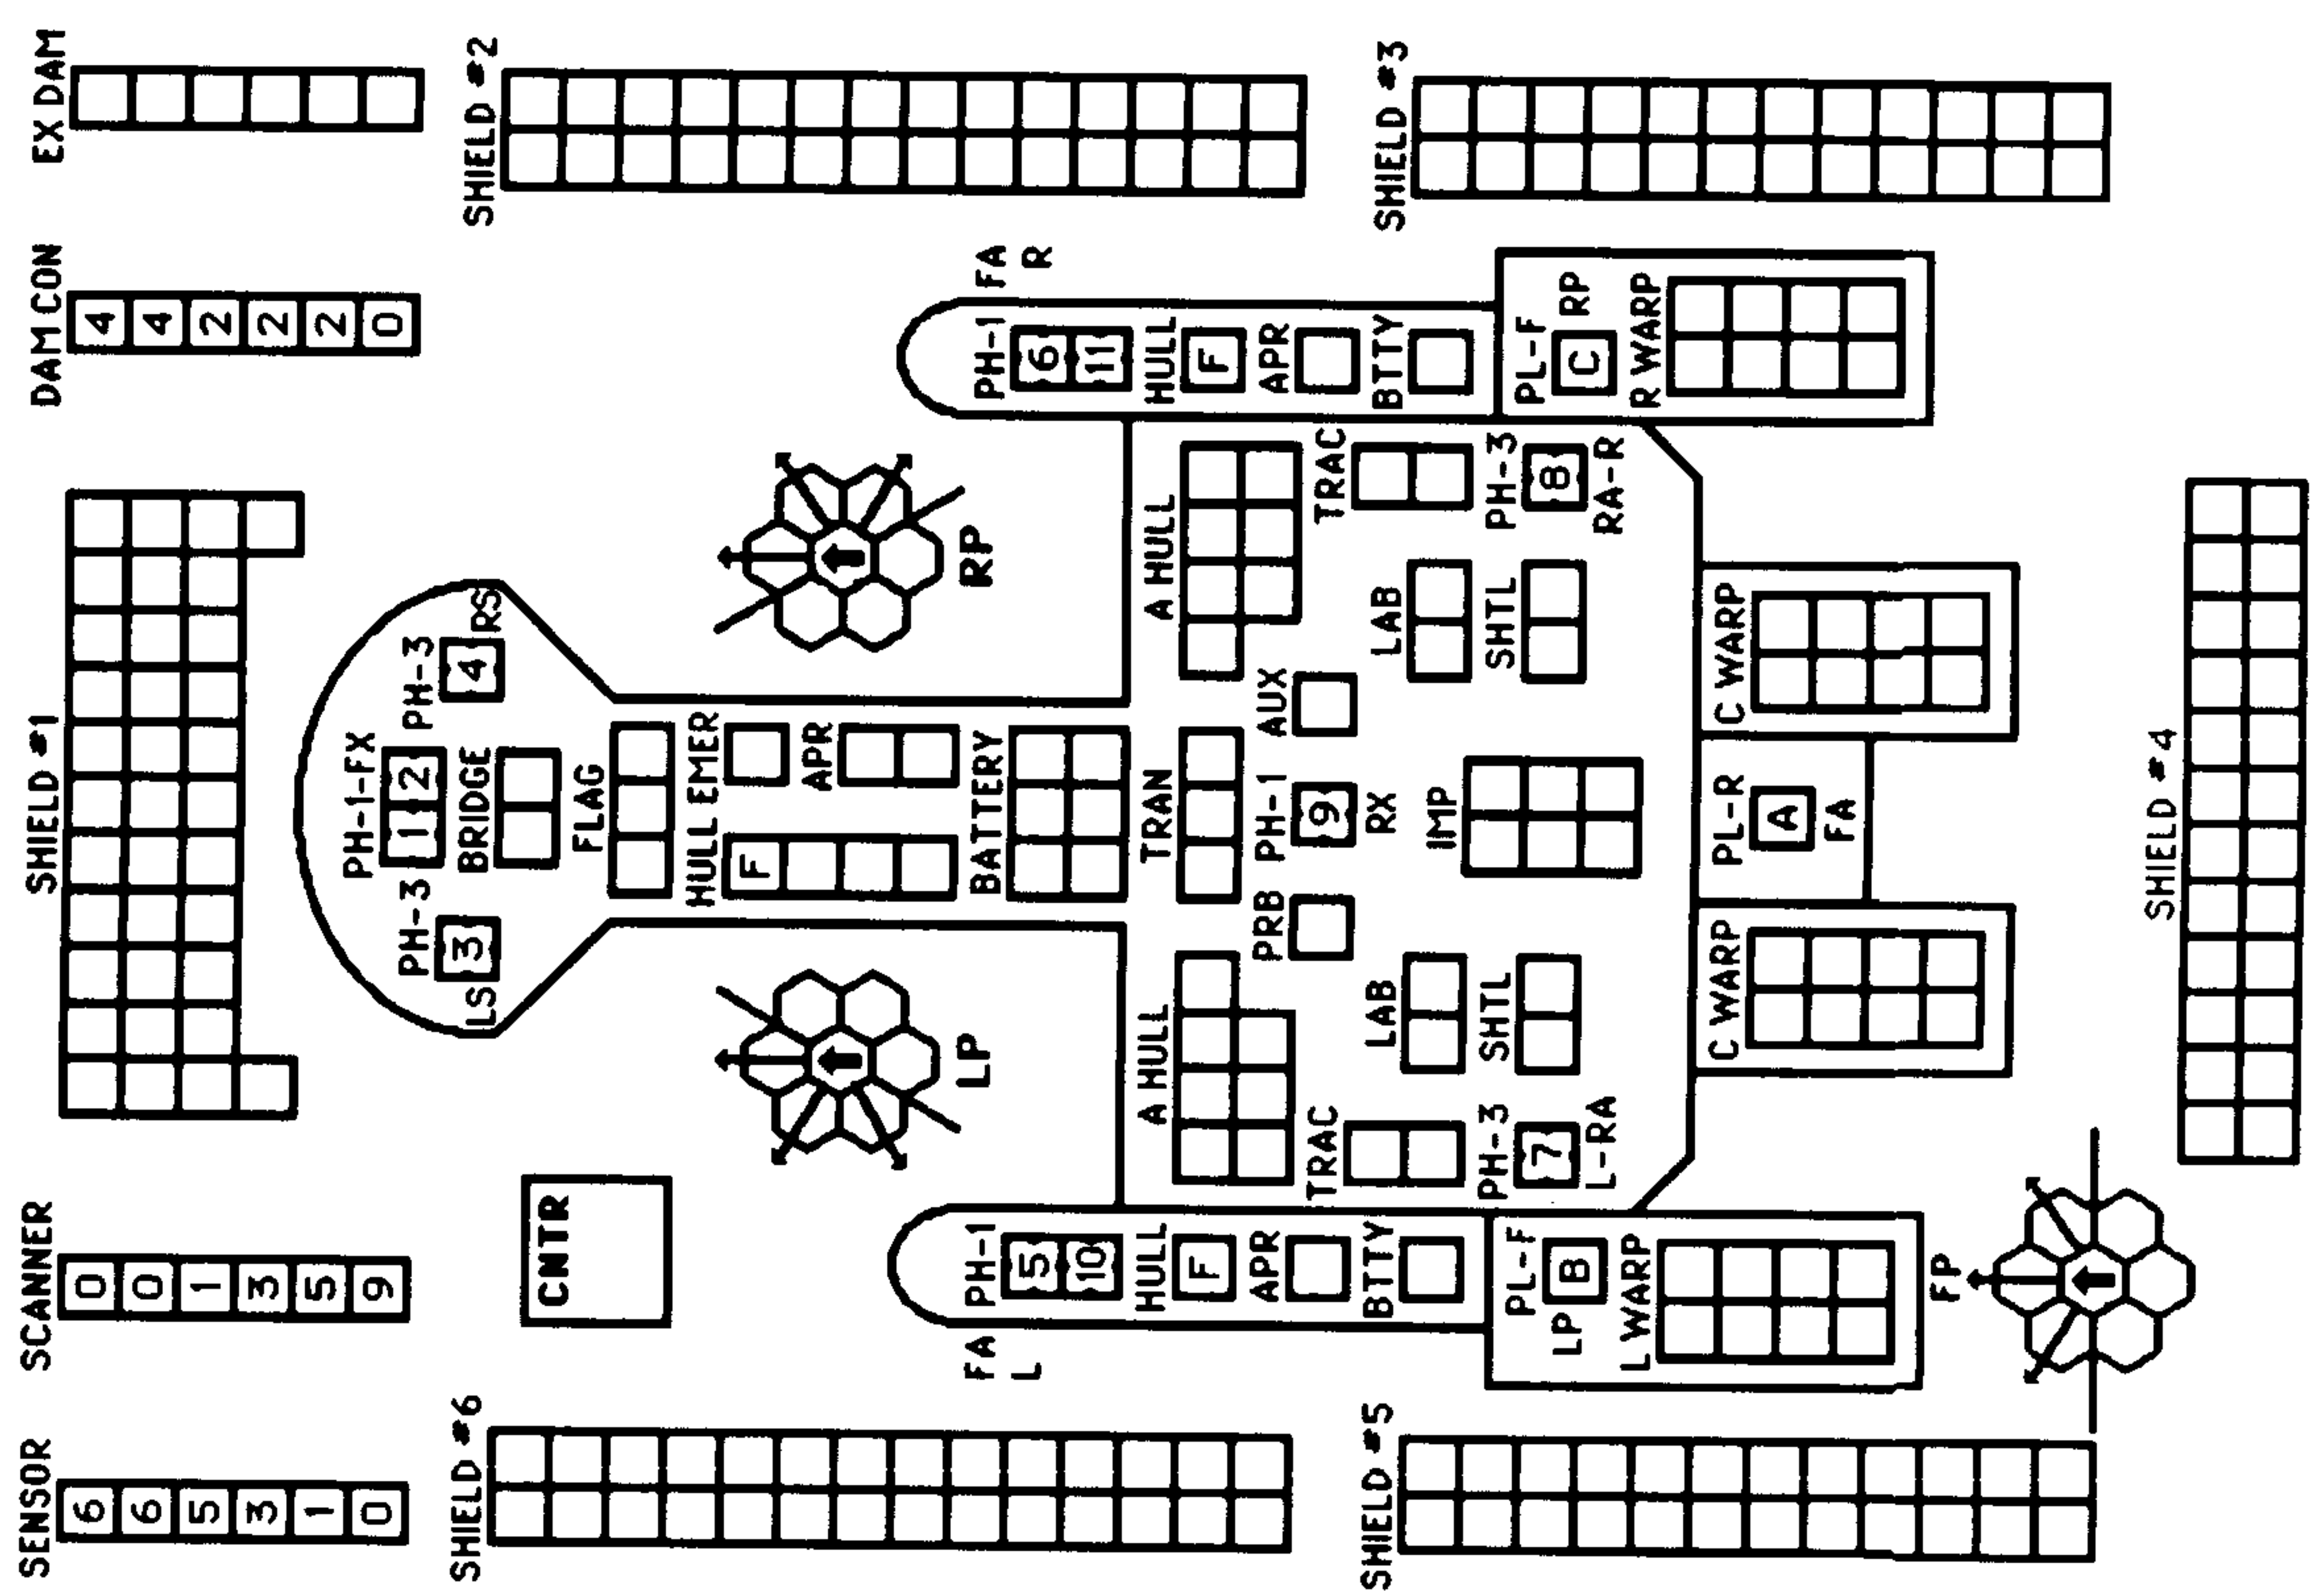 SENSOR SCANNER SHIELD #1 DAM CON EX DAM
6 0 4
6 0 4
5 1 2
3 3 2
1 5 2
0 9 0
PH-1-FX
PH-3 1 2 PH-3
LS 3 4 RS
BRIDGE
SHIELD #6 CNTR SHIELD #2
FLAG
HULL EMER
F
APR
LP RP
BATTERY
FA PH-1 PH-1 FA
L 5 6 R
10 11
HULL A HULL TRAN A HULL HULL
F F
APR PRB PH-1 AUX APR
9
RX
TRAC TRAC
BTTY LAB LAB BTTY
SHIELD #5 SHIELD #3
IMP
PH-3 SHTL SHTL PH-3
7 8
L-RA RA-R
PL-F PL-F
LP B C RP
L WARP R WARP
C WARP PL-R C WARP
A
FA
FP
SHIELD #4